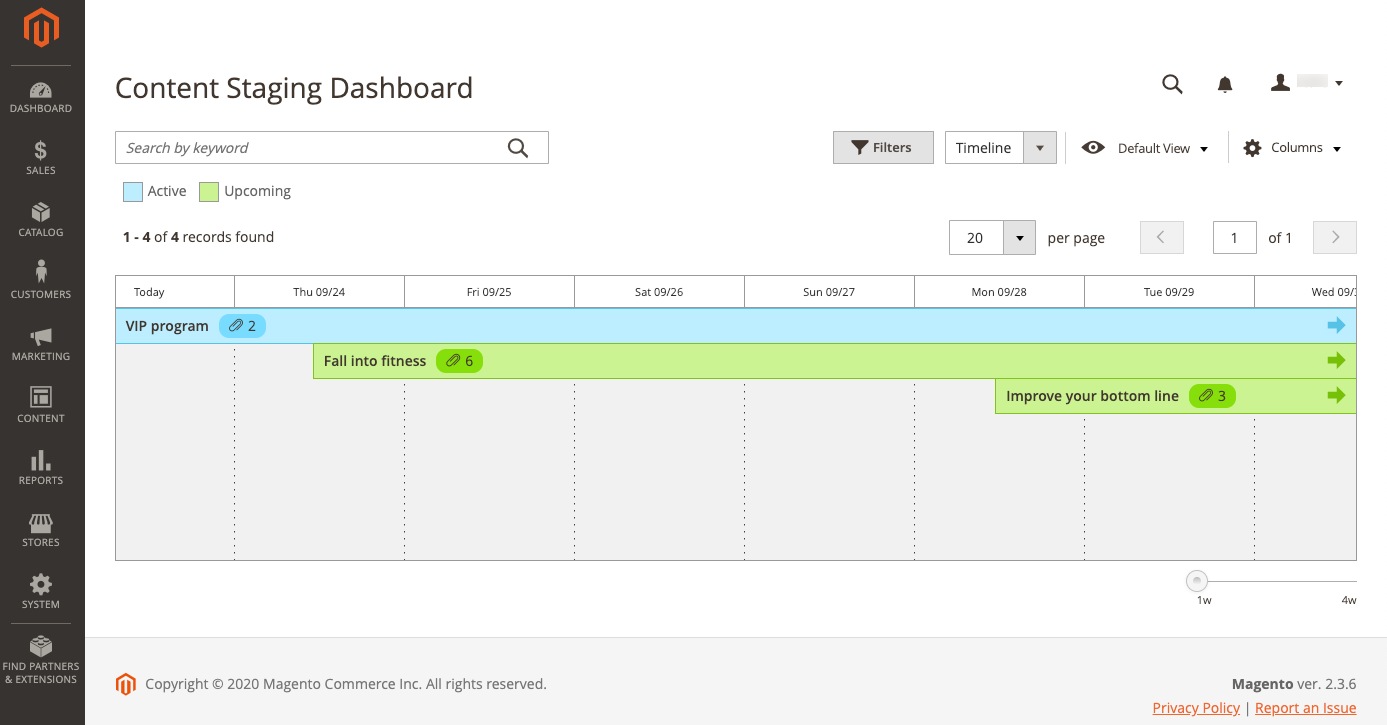 Content Staging Dashboard
DASHBOARD
SALES
CATALOG
CUSTOMERS
MARKETING
CONTENT
REPORTS
STORES
SYSTEM
FIND PARTNERS
& EXTENSIONS
Search by keyword
Filters
Timeline
Default View
Columns
Active Upcoming
1 - 4 of 4 records found
20 per page
1 of 1
Today Thu 09/24 Fri 09/25 Sat 09/26 Sun 09/27 Mon 09/28 Tue 09/29 Wed 09/
VIP program 2
Fall into fitness 6
Improve your bottom line 3
1w 4w
Copyright © 2020 Magento Commerce Inc. All rights reserved.
Magento ver. 2.3.6
Privacy Policy | Report an Issue